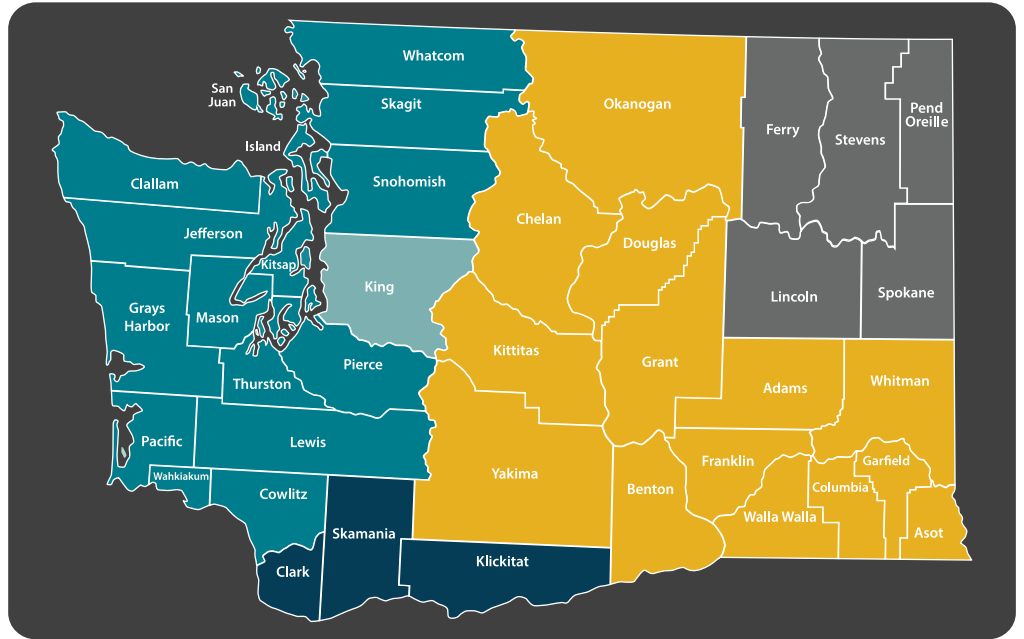 Whatcom
San
Juan
Skagit
Okanogan
Ferry
Stevens
Pend
Oreille
Island
Snohomish
Clallam
Chelan
Jefferson
Douglas
Kitsap
King
Lincoln
Spokane
Grays
Harbor
Mason
Kittitas
Pierce
Grant
Thurston
Adams
Whitman
Pacific
Lewis
Yakima
Franklin
Garfield
Wahkiakum
Cowlitz
Benton
Columbia
Walla Walla
Skamania
Asot
Klickitat
Clark